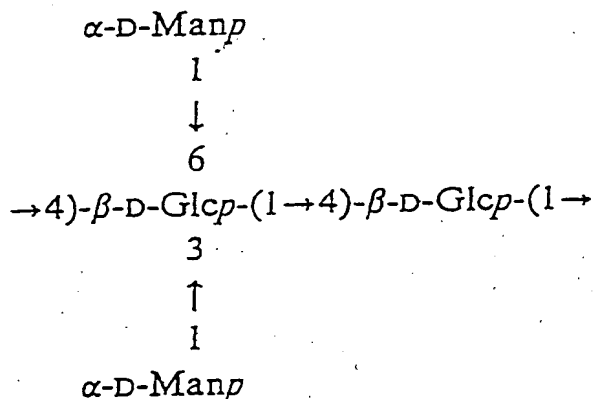 α-D-Manp
1
↓
6
→4)-β-D-Glcp-(1→4)-β-D-Glcp-(1→
3
↑
1
α-D-Manp